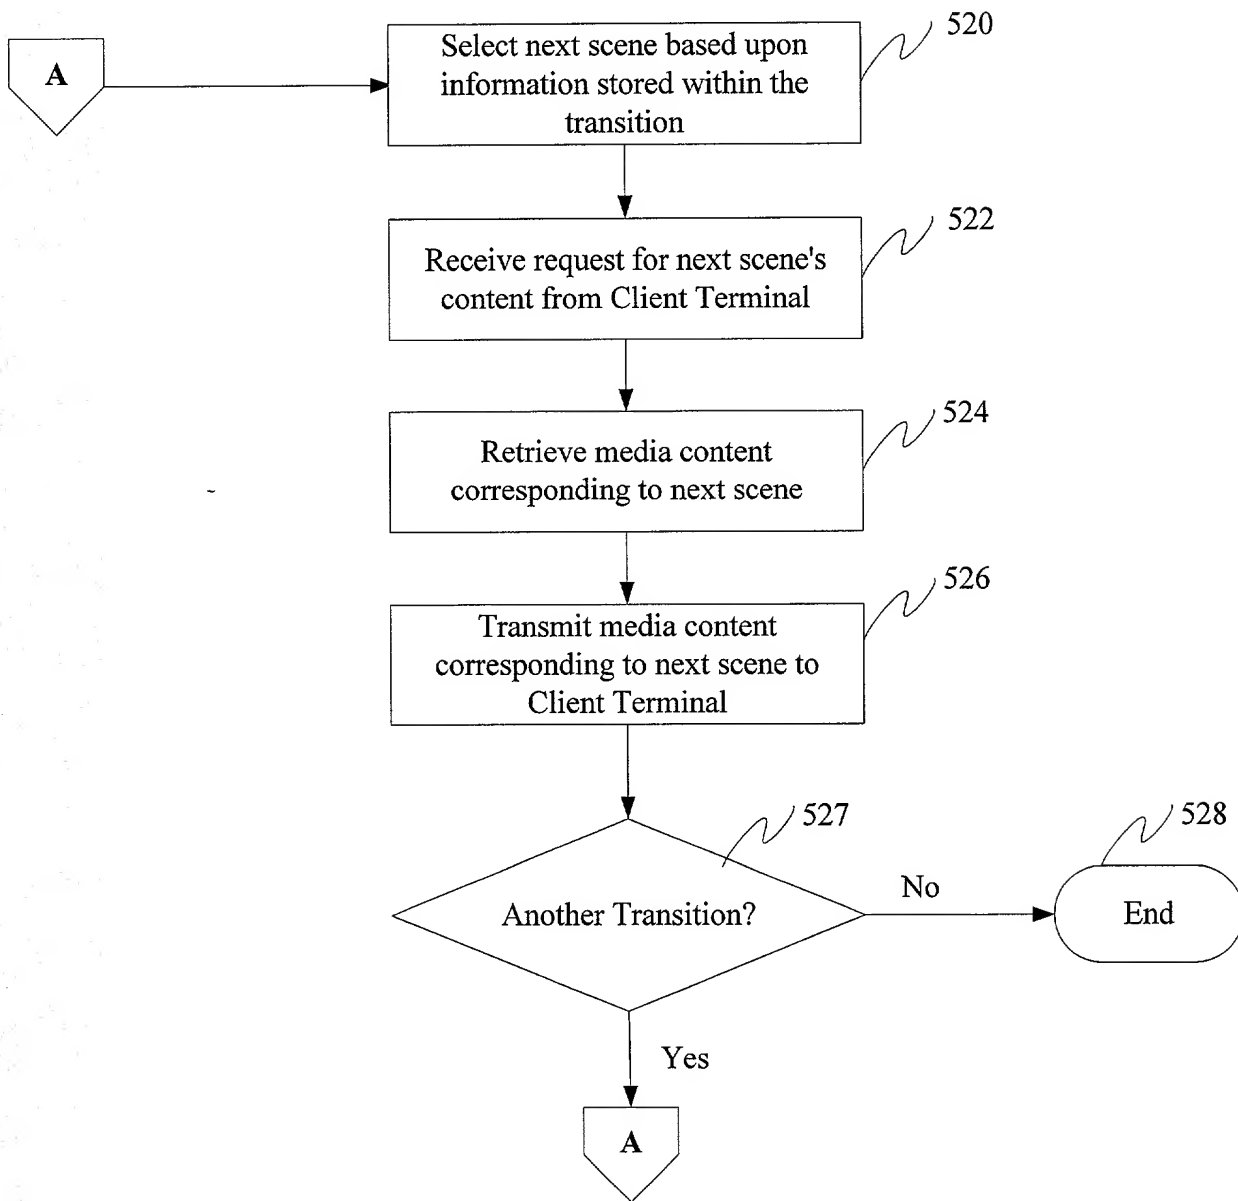 A
Select next scene based upon
information stored within the
transition
520
Receive request for next scene's
content from Client Terminal
522
Retrieve media content
corresponding to next scene
524
Transmit media content
corresponding to next scene to
Client Terminal
526
Another Transition?
527
No
End
528
Yes
A